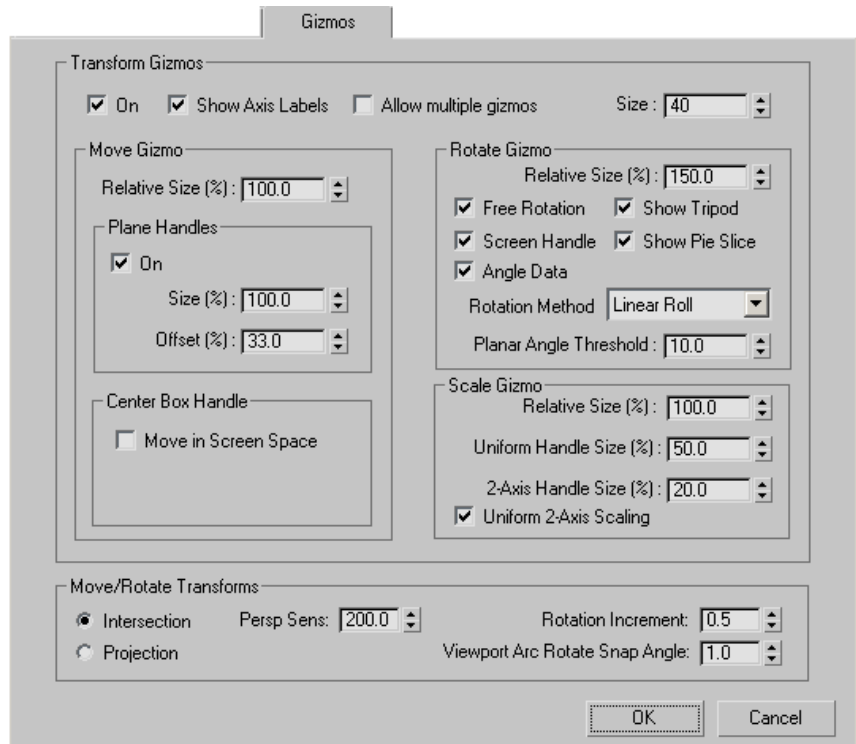 Gizmos
Transform Gizmos
On Show Axis Labels Allow multiple gizmos Size : 40
Move Gizmo
Relative Size (%) : 100.0
Plane Handles
On
Size (%) : 100.0
Offset (%) : 33.0
Center Box Handle
Move in Screen Space
Rotate Gizmo
Relative Size (%) : 150.0
Free Rotation Show Tripod
Screen Handle Show Pie Slice
Angle Data
Rotation Method Linear Roll
Planar Angle Threshold : 10.0
Scale Gizmo
Relative Size (%) : 100.0
Uniform Handle Size (%) : 50.0
2-Axis Handle Size (%) : 20.0
Uniform 2-Axis Scaling
Move/Rotate Transforms
Intersection Persp Sens: 200.0 Rotation Increment: 0.5
Projection Viewport Arc Rotate Snap Angle: 1.0
OK Cancel